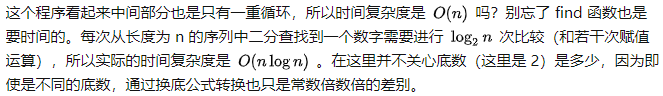 这个程序看起来中间部分也是只有一重循环，所以时间复杂度是 O(n) 吗？别忘了 find 函数也是
要时间的。每次从长度为 n 的序列中二分查找到一个数字需要进行 log₂ n 次比较（和若干次赋值
运算），所以实际的时间复杂度是 O(n log n) 。在这里并不关心底数（这里是 2）是多少，因为即
使是不同的底数，通过换底公式转换也只是常数倍数倍的差别。